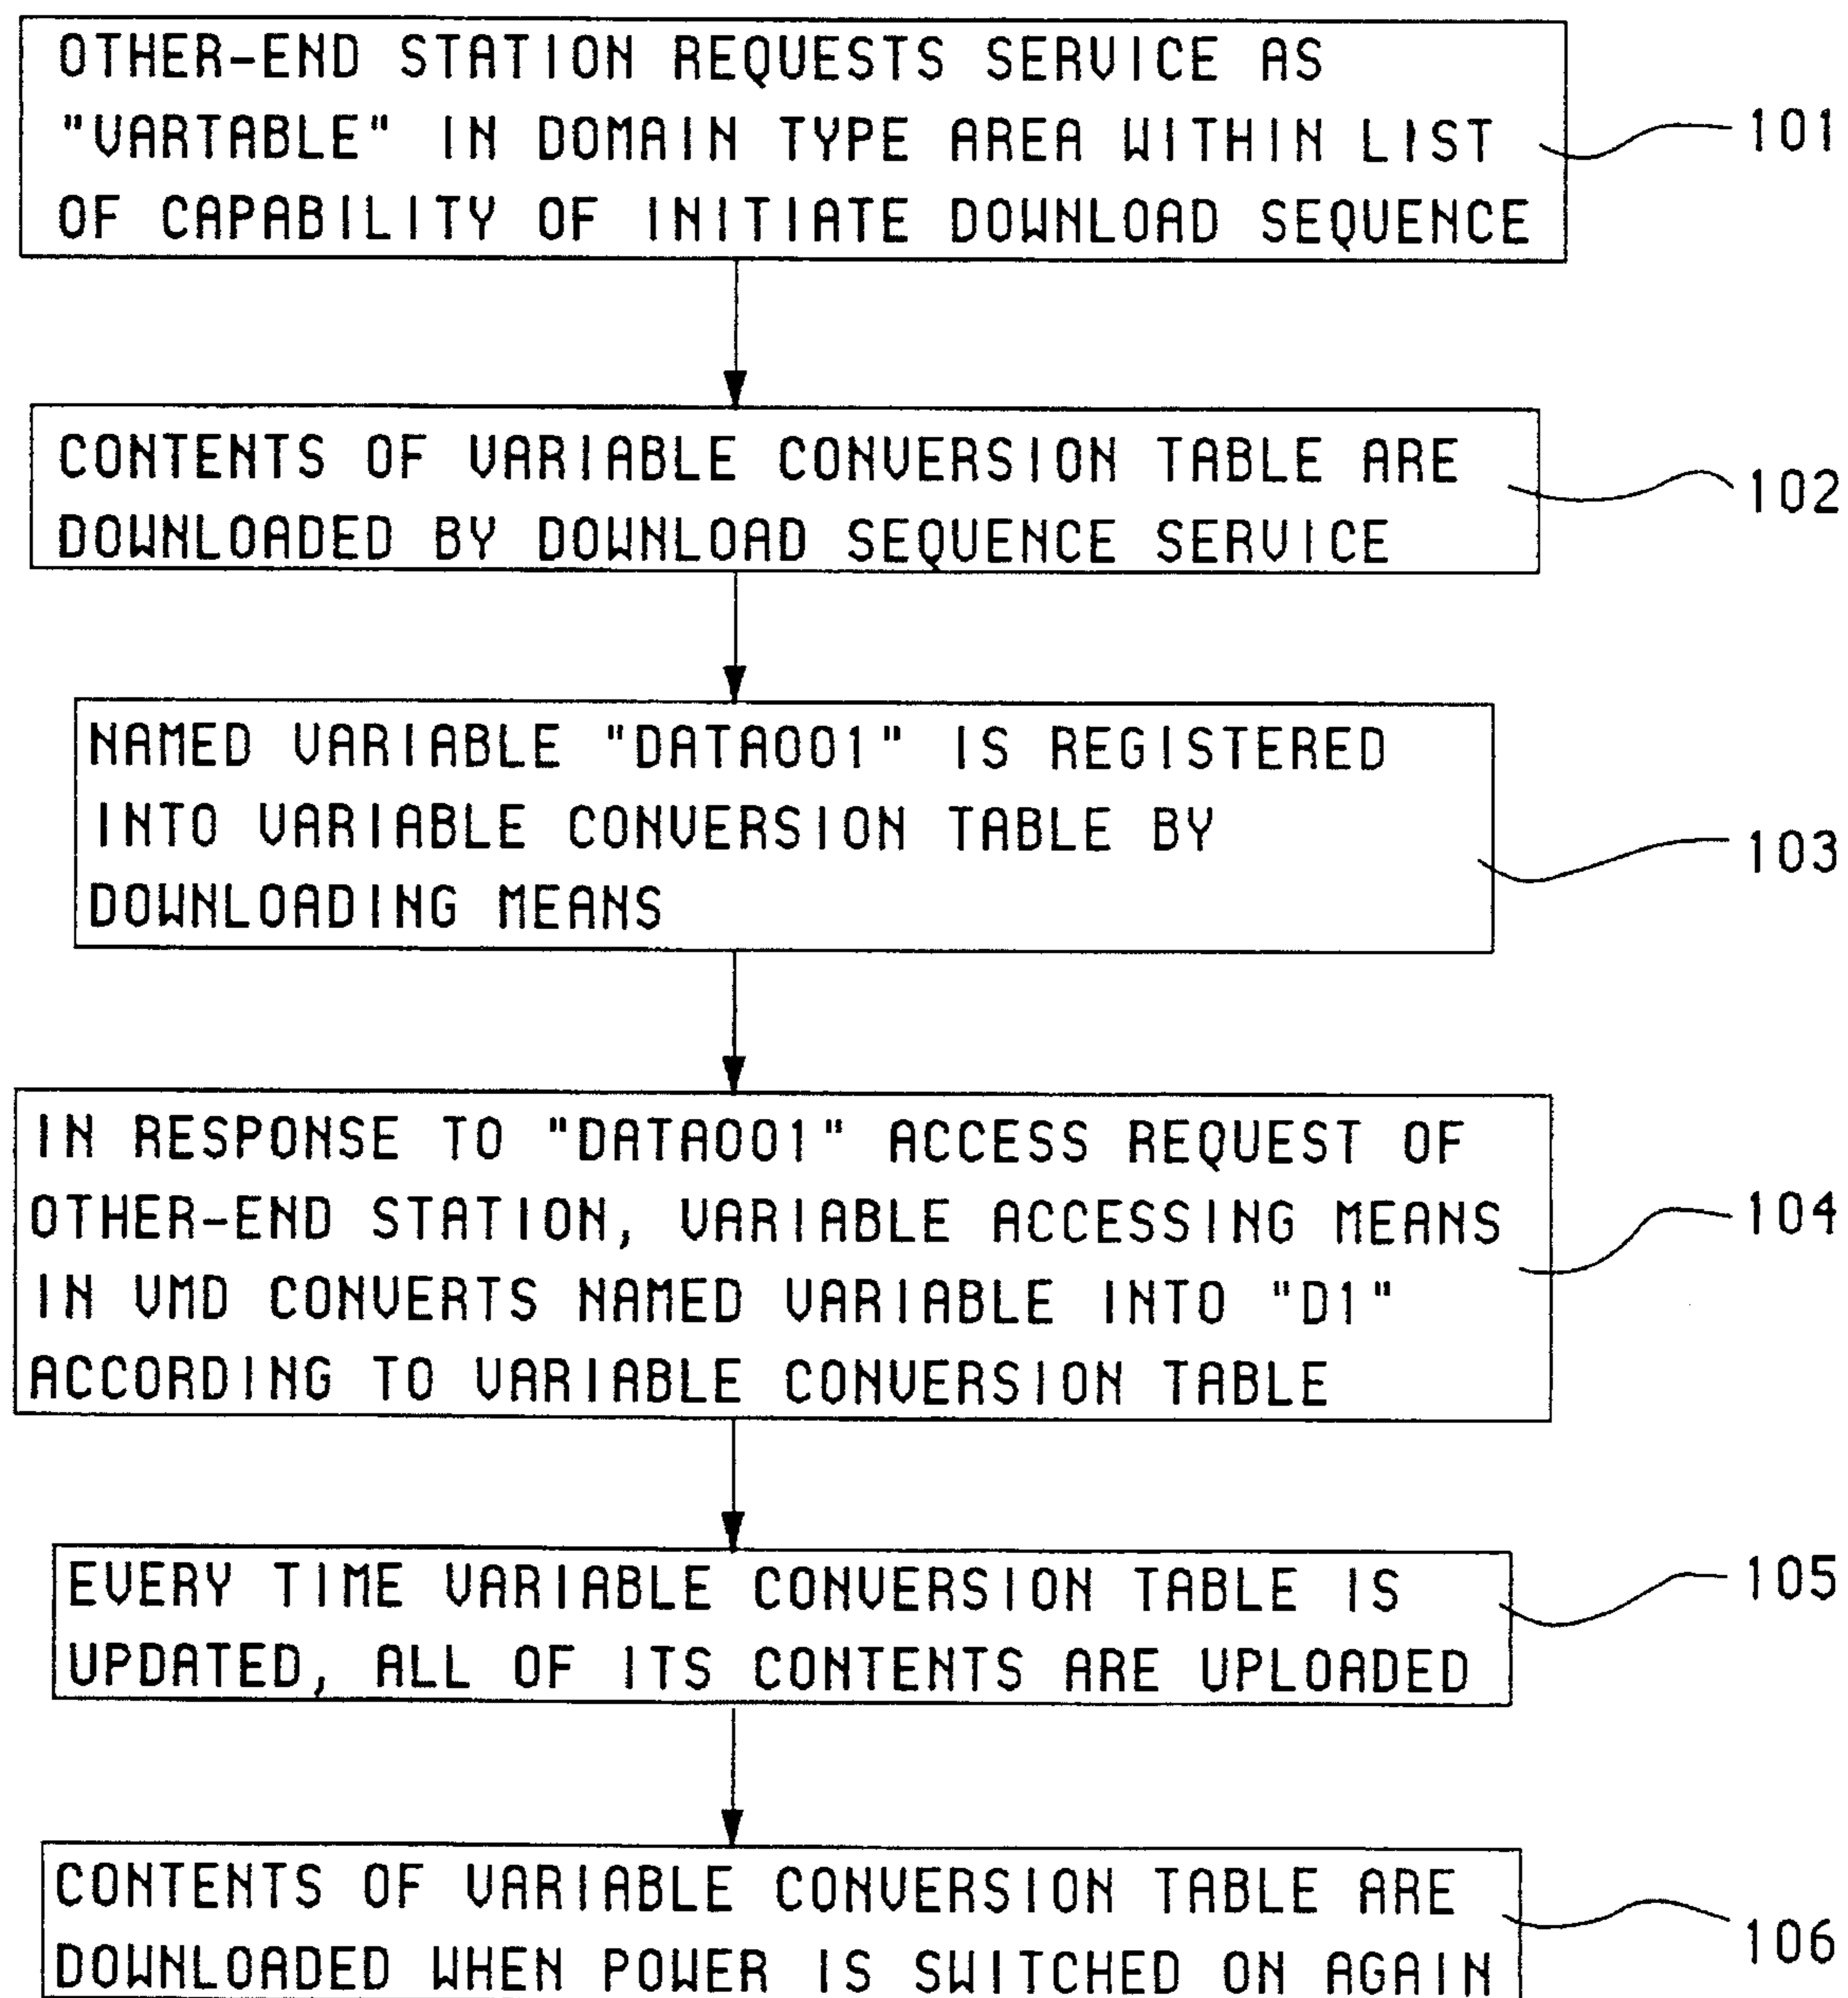 OTHER-END STATION REQUESTS SERVICE AS
"VARTABLE" IN DOMAIN TYPE AREA WITHIN LIST
OF CAPABILITY OF INITIATE DOWNLOAD SEQUENCE
101
CONTENTS OF VARIABLE CONVERSION TABLE ARE
DOWNLOADED BY DOWNLOAD SEQUENCE SERVICE
102
NAMED VARIABLE "DATA001" IS REGISTERED
INTO VARIABLE CONVERSION TABLE BY
DOWNLOADING MEANS
103
IN RESPONSE TO "DATA001" ACCESS REQUEST OF
OTHER-END STATION, VARIABLE ACCESSING MEANS
IN VMD CONVERTS NAMED VARIABLE INTO "D1"
ACCORDING TO VARIABLE CONVERSION TABLE
104
EVERY TIME VARIABLE CONVERSION TABLE IS
UPDATED, ALL OF ITS CONTENTS ARE UPLOADED
105
CONTENTS OF VARIABLE CONVERSION TABLE ARE
DOWNLOADED WHEN POWER IS SWITCHED ON AGAIN
106